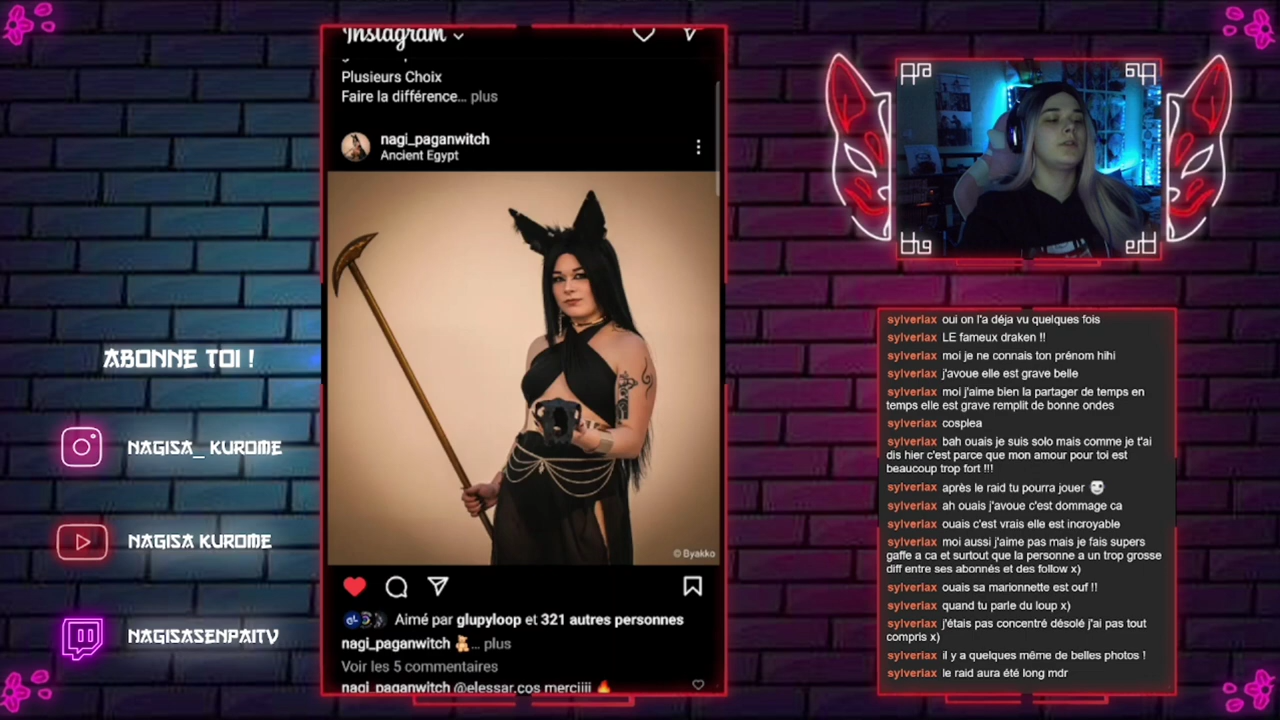 Instagram
Plusieurs Choix
Faire la différence... plus
nagi_paganwitch
Ancient Egypt
© Byakko
Aimé par glupyloop et 321 autres personnes
nagi_paganwitch 🧸... plus
Voir les 5 commentaires
nagi_paganwitch @elessar.cos merciiii 🔥
ABONNE TOI !
NAGISA_ KUROME
NAGISA KUROME
NAGISASENPAITV
sylveriax oui on l'a déja vu quelques fois
sylveriax LE fameux draken !!
sylveriax moi je ne connais ton prénom hihi
sylveriax j'avoue elle est grave belle
sylveriax moi j'aime bien la partager de temps en
temps elle est grave remplit de bonne ondes
sylveriax cosplea
sylveriax bah ouais je suis solo mais comme je t'ai
dis hier c'est parce que mon amour pour toi est
beaucoup trop fort !!!
sylveriax après le raid tu pourra jouer
sylveriax ah ouais j'avoue c'est dommage ca
sylveriax ouais c'est vrais elle est incroyable
sylveriax moi aussi j'aime pas mais je fais supers
gaffe a ca et surtout que la personne a un trop grosse
diff entre ses abonnés et des follow x)
sylveriax ouais sa marionnette est ouf !!
sylveriax quand tu parle du loup x)
sylveriax j'étais pas concentré désolé j'ai pas tout
compris x)
sylveriax il y a quelques même de belles photos !
sylveriax le raid aura été long mdr